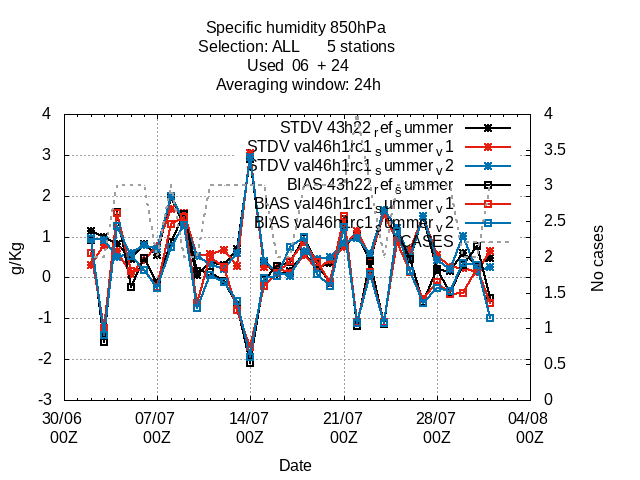 Specific humidity 850hPa
Selection: ALL 5 stations
Used 06 + 24
Averaging window: 24h
STDV 43h22_ref_summer
STDV val46h1rc1_summer_v1
STDV val46h1rc1_summer_v2
BIAS 43h22_ref_summer
BIAS val46h1rc1_summer_v1
BIAS val46h1rc1_summer_v2
CASES
g/Kg
4
3
2
1
0
-1
-2
-3
No cases
4
3.5
3
2.5
2
1.5
1
0.5
0
30/06 07/07 14/07 21/07 28/07 04/08
00Z 00Z 00Z 00Z 00Z 00Z
Date